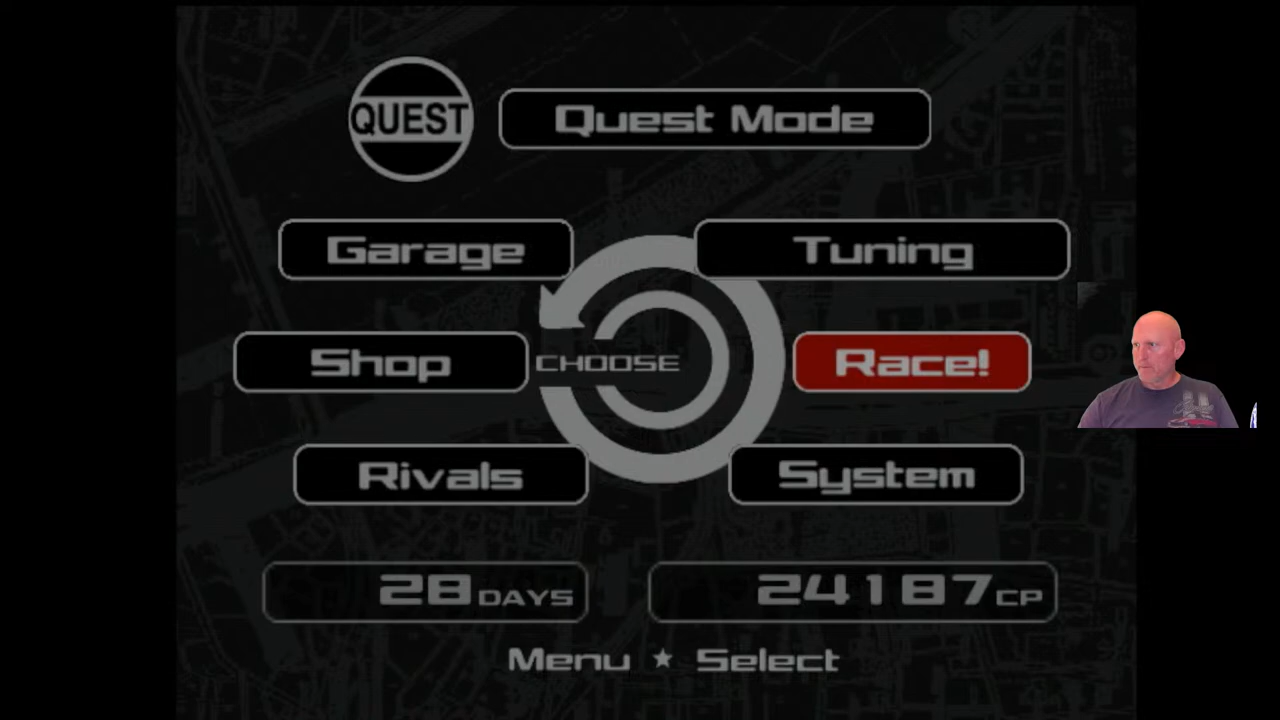 QUEST Quest Mode
Garage Tuning
Shop CHOOSE Race!
Rivals System
28 DAYS 24187 CP
Menu ★ Select